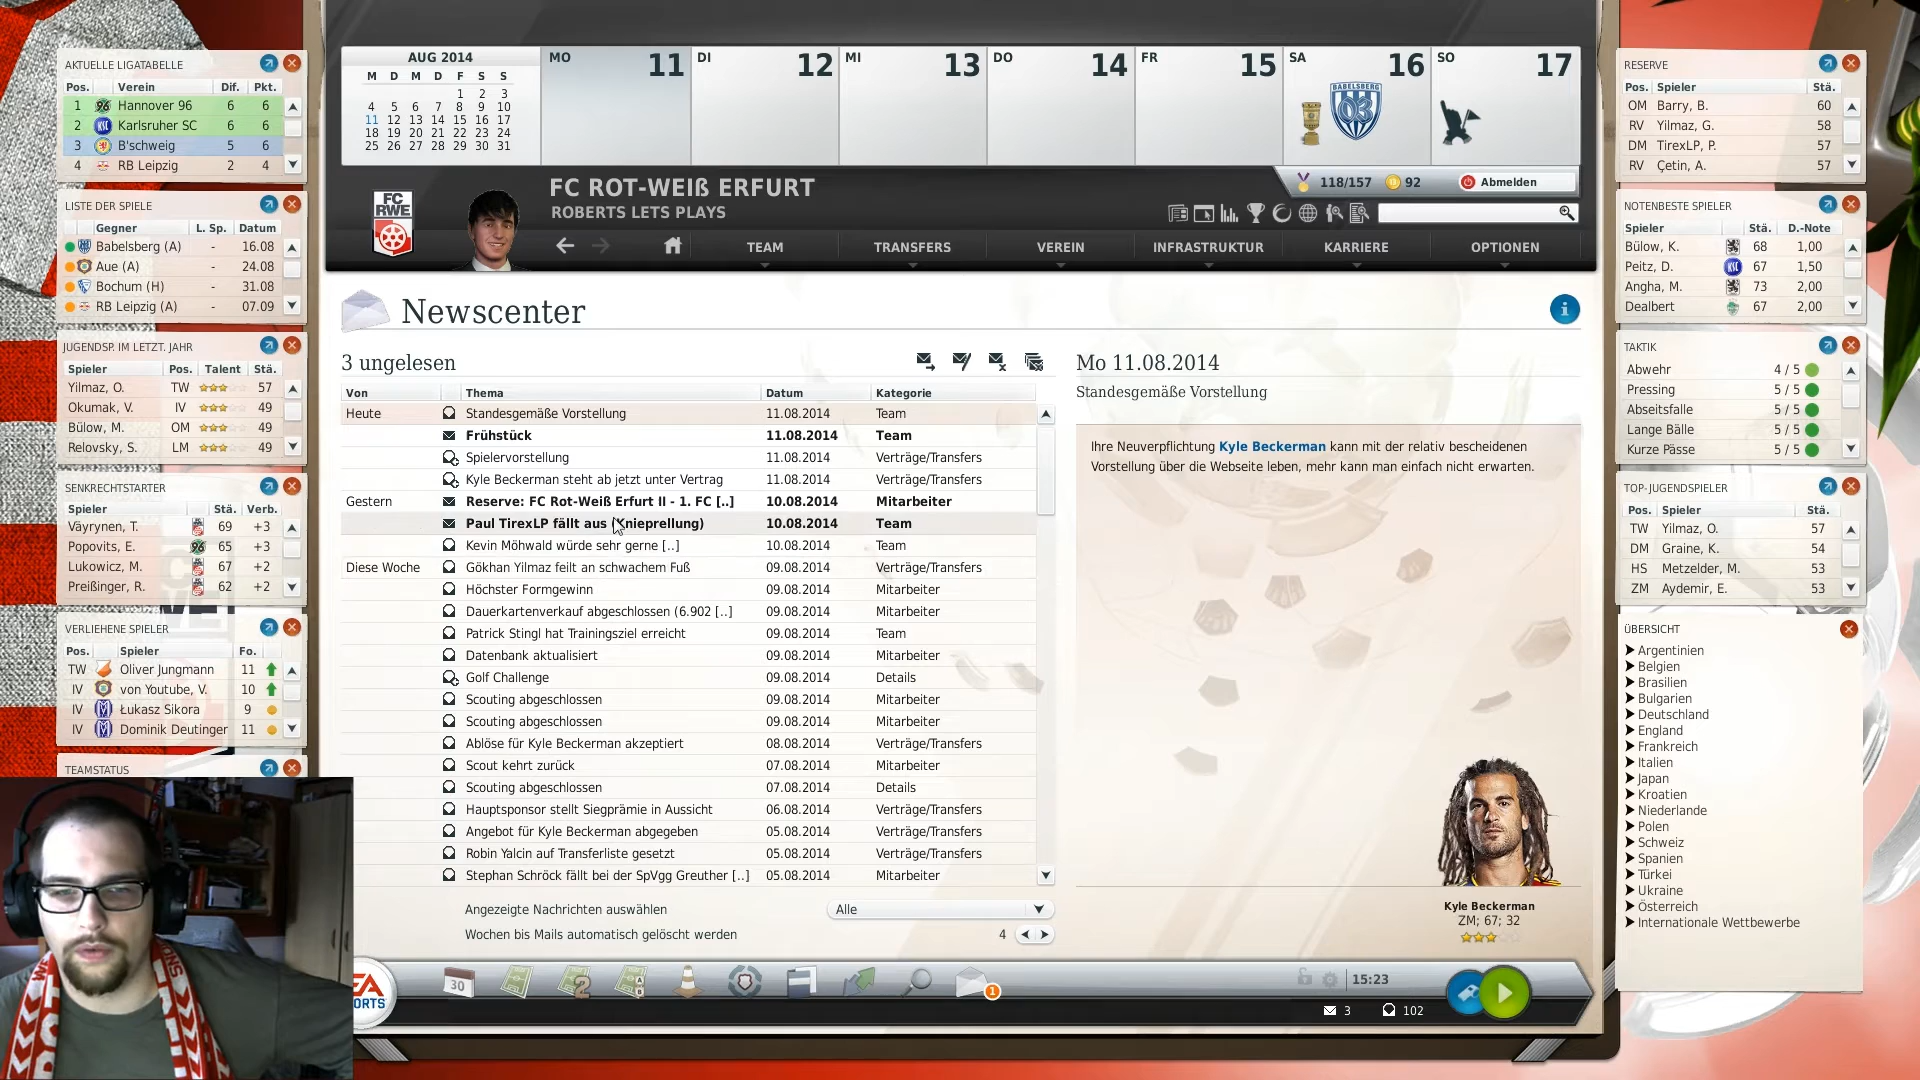 AKTUELLE LIGATABELLE
Pos. Verein Dif. Pkt.
1 Hannover 96 6 6
2 Karlsruher SC 6 6
3 B'schweig 5 6
4 RB Leipzig 2 4
LISTE DER SPIELE
Gegner L. Sp. Datum
Babelsberg (A) - 16.08
Aue (A) - 24.08
Bochum (H) - 31.08
RB Leipzig (A) - 07.09
JUGENDSP. IM LETZT. JAHR
Spieler Pos. Talent Stä.
Yilmaz, O. TW 57
Okumak, V. IV 49
Bülow, M. OM 49
Relovsky, S. LM 49
SENKRECHTSTARTER
Spieler Stä. Verb.
Väyrynen, T. 69 +3
Popovits, E. 65 +3
Lukowicz, M. 67 +2
Preißinger, R. 62 +2
VERLIEHENE SPIELER
Pos. Spieler Fo.
TW Oliver Jungmann 11
IV von Youtube, V. 10
IV Łukasz Sikora 9
IV Dominik Deutinger 11
TEAMSTATUS
AUG 2014
M D M D F S S
1 2 3
4 5 6 7 8 9 10
11 12 13 14 15 16 17
18 19 20 21 22 23 24
25 26 27 28 29 30 31
MO 11 DI 12 MI 13 DO 14 FR 15 SA 16 SO 17
BABELSBERG
03
FC
RWE
FC ROT-WEIß ERFURT
ROBERTS LETS PLAYS
118/157 92 Abmelden
TEAM TRANSFERS VEREIN INFRASTRUKTUR KARRIERE OPTIONEN
Newscenter
3 ungelesen
Von Thema Datum Kategorie
Heute Standesgemäße Vorstellung 11.08.2014 Team
Frühstück 11.08.2014 Team
Spielervorstellung 11.08.2014 Verträge/Transfers
Kyle Beckerman steht ab jetzt unter Vertrag 11.08.2014 Verträge/Transfers
Gestern Reserve: FC Rot-Weiß Erfurt II - 1. FC [..] 10.08.2014 Mitarbeiter
Paul TirexLP fällt aus (Knieprellung) 10.08.2014 Team
Kevin Möhwald würde sehr gerne [..] 10.08.2014 Team
Diese Woche Gökhan Yilmaz feilt an schwachem Fuß 09.08.2014 Verträge/Transfers
Höchster Formgewinn 09.08.2014 Mitarbeiter
Dauerkartenverkauf abgeschlossen (6.902 [..] 09.08.2014 Mitarbeiter
Patrick Stingl hat Trainingsziel erreicht 09.08.2014 Team
Datenbank aktualisiert 09.08.2014 Mitarbeiter
Golf Challenge 09.08.2014 Details
Scouting abgeschlossen 09.08.2014 Mitarbeiter
Scouting abgeschlossen 09.08.2014 Mitarbeiter
Ablöse für Kyle Beckerman akzeptiert 08.08.2014 Verträge/Transfers
Scout kehrt zurück 07.08.2014 Mitarbeiter
Scouting abgeschlossen 07.08.2014 Details
Hauptsponsor stellt Siegprämie in Aussicht 06.08.2014 Verträge/Transfers
Angebot für Kyle Beckerman abgegeben 05.08.2014 Verträge/Transfers
Robin Yalcin auf Transferliste gesetzt 05.08.2014 Verträge/Transfers
Stephan Schröck fällt bei der SpVgg Greuther [..] 05.08.2014 Mitarbeiter
Angezeigte Nachrichten auswählen Alle
Wochen bis Mails automatisch gelöscht werden 4
Mo 11.08.2014
Standesgemäße Vorstellung
Ihre Neuverpflichtung Kyle Beckerman kann mit der relativ bescheidenen
Vorstellung über die Webseite leben, mehr kann man einfach nicht erwarten.
Kyle Beckerman
ZM; 67; 32
30 2 1
15:23
3 102
RESERVE
Pos. Spieler Stä.
OM Barry, B. 60
RV Yilmaz, G. 58
DM TirexLP, P. 57
RV Çetin, A. 57
NOTENBESTE SPIELER
Spieler Stä. D.-Note
Bülow, K. 68 1,00
Peitz, D. 67 1,50
Angha, M. 73 2,00
Dealbert 67 2,00
TAKTIK
Abwehr 4 / 5
Pressing 5 / 5
Abseitsfalle 5 / 5
Lange Bälle 5 / 5
Kurze Pässe 5 / 5
TOP-JUGENDSPIELER
Pos. Spieler Stä.
TW Yilmaz, O. 57
DM Graine, K. 54
HS Metzelder, M. 53
ZM Aydemir, E. 53
ÜBERSICHT
Argentinien
Belgien
Brasilien
Bulgarien
Deutschland
England
Frankreich
Italien
Japan
Kroatien
Niederlande
Polen
Schweiz
Spanien
Türkei
Ukraine
Österreich
Internationale Wettbewerbe